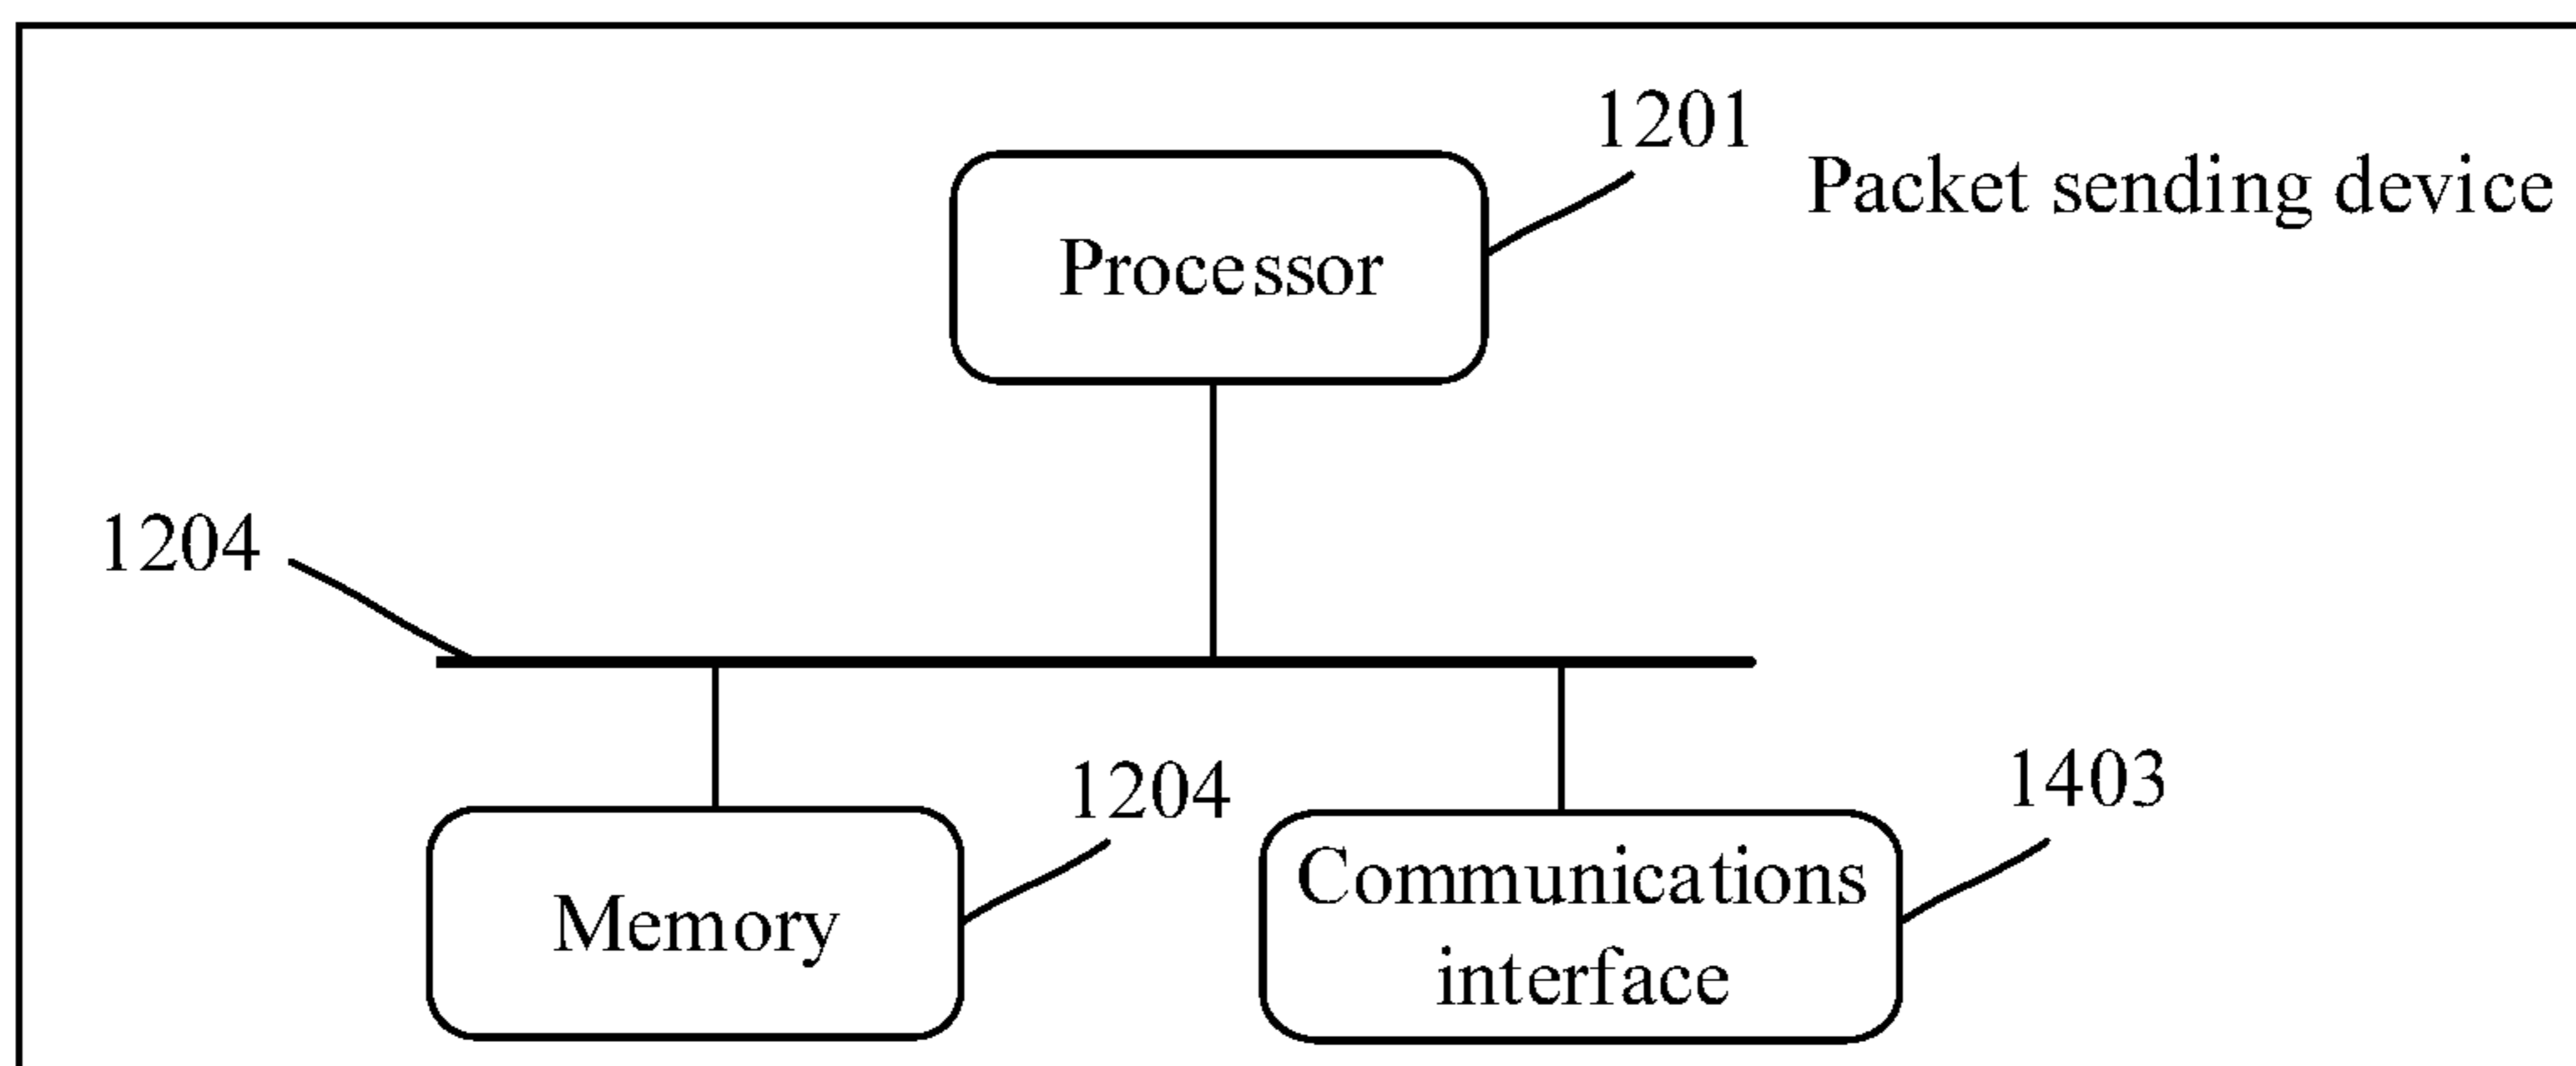 1201
Packet sending device
Processor
1204
1204
1403
Memory
Communications
interface